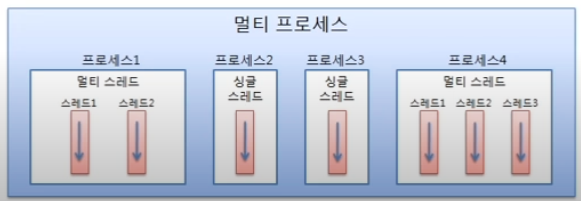 멀티 프로세스
프로세스1
프로세스2
프로세스3
프로세스4
멀티 스레드
스레드1 스레드2
싱글
스레드
싱글
스레드
멀티 스레드
스레드1 스레드2 스레드3